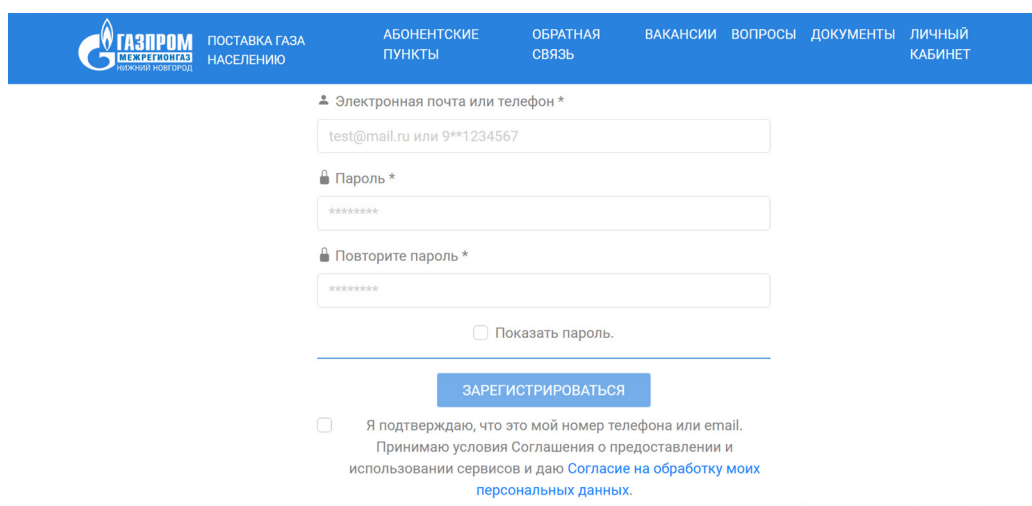 ГАЗПРОМ
МЕЖРЕГИОНГАЗ
НИЖНИЙ НОВГОРОД
ПОСТАВКА ГАЗА
НАСЕЛЕНИЮ
АБОНЕНТСКИЕ
ПУНКТЫ
ОБРАТНАЯ
СВЯЗЬ
ВАКАНСИИ
ВОПРОСЫ
ДОКУМЕНТЫ
ЛИЧНЫЙ
КАБИНЕТ
Электронная почта или телефон *
test@mail.ru или 9**1234567
Пароль *
********
Повторите пароль *
********
Показать пароль.
ЗАРЕГИСТРИРОВАТЬСЯ
Я подтверждаю, что это мой номер телефона или email.
Принимаю условия Соглашения о предоставлении и
использовании сервисов и даю Согласие на обработку моих
персональных данных.